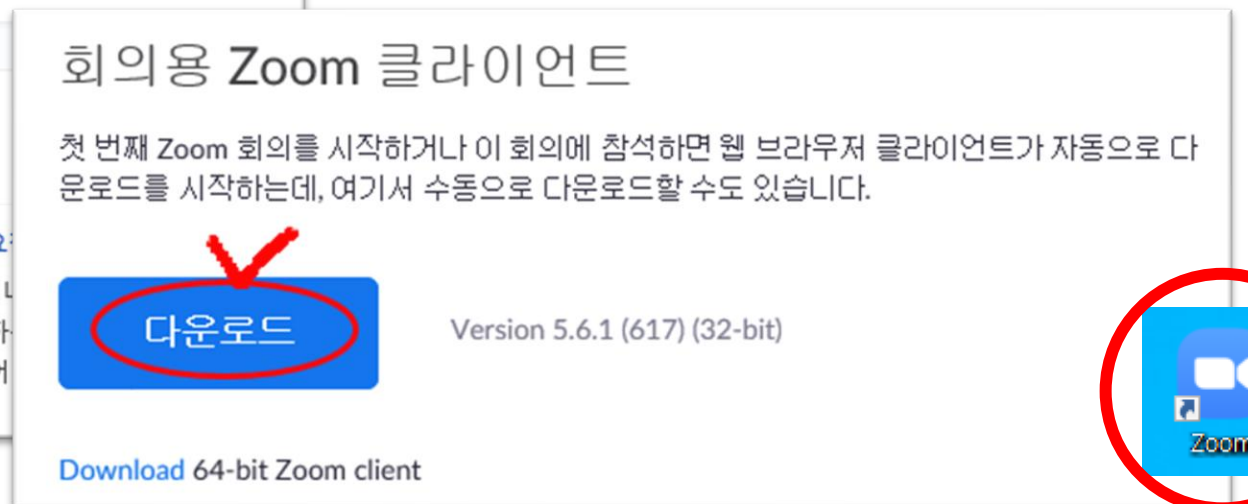 회의용 Zoom 클라이언트
첫 번째 Zoom 회의를 시작하거나 이 회의에 참석하면 웹 브라우저 클라이언트가 자동으로 다
운로드를 시작하는데, 여기서 수동으로 다운로드할 수도 있습니다.
다운로드
Version 5.6.1 (617) (32-bit)
Zoom
Download 64-bit Zoom client